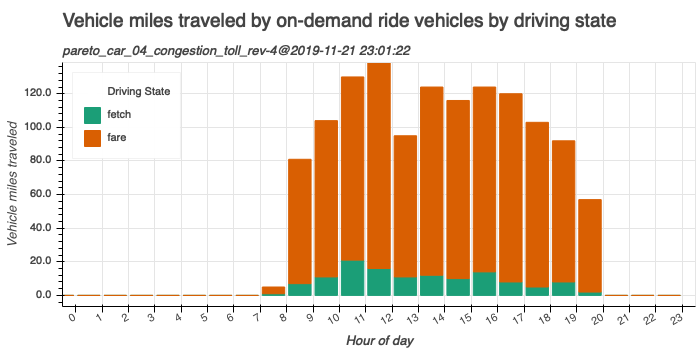 Vehicle miles traveled by on-demand ride vehicles by driving state
pareto_car_04_congestion_toll_rev-4@2019-11-21 23:01:22
Driving State
fetch
fare
Vehicle miles traveled
120.0
100.0
80.0
60.0
40.0
20.0
0.0
0 1 2 3 4 5 6 7 8 9 10 11 12 13 14 15 16 17 18 19 20 21 22 23
Hour of day